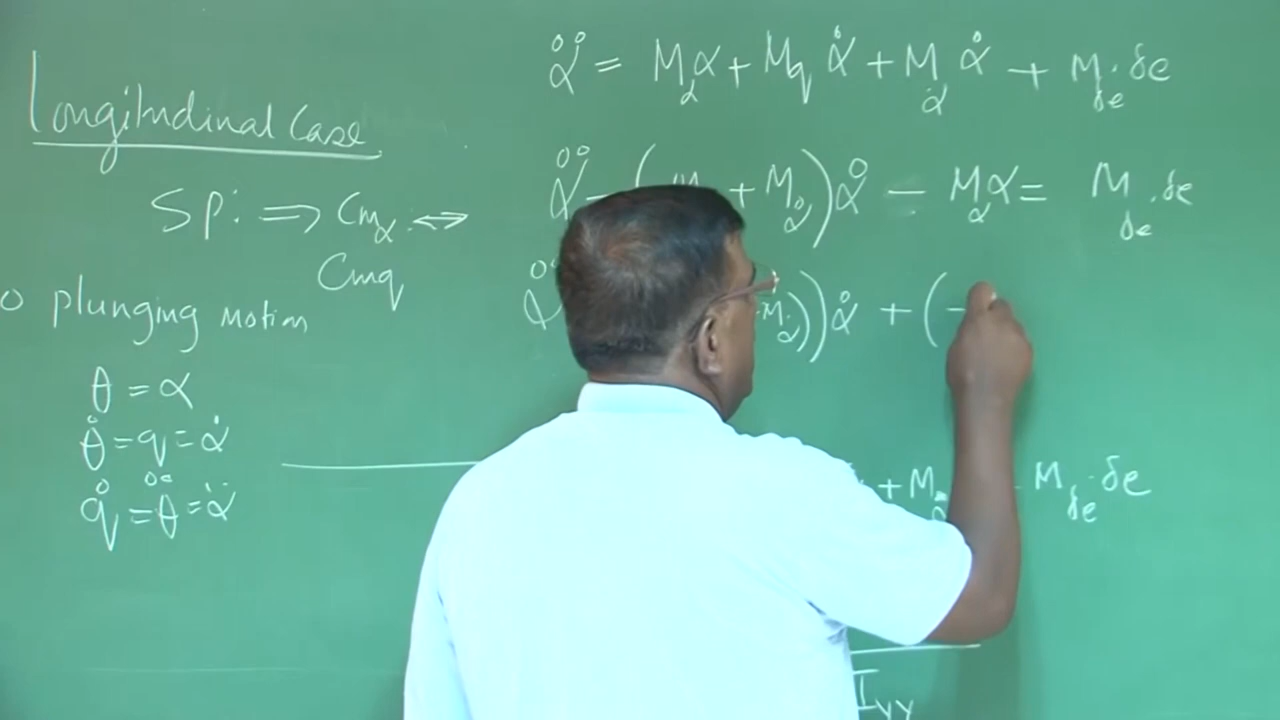 Longitudinal Case
SP: ⇒ Cmα ↔
Cmq
o plunging motion
θ = α
θ̇ = q = α̇
q̇ = θ̈ = α̈
α̈ = Mα α + Mq α̇ + Mα̇ α̇ + Mδe · δe
α̈ - ( + Mα̇ ) α̇ - Mα α = Mδe · δe
Mα̇ )) α̇ + ( -
+ M Mδe · δe
Iyy